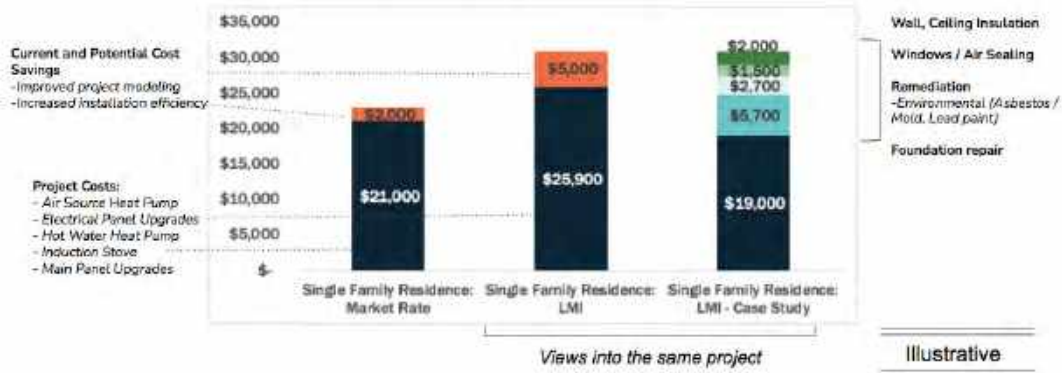 Current and Potential Cost
Savings
-Improved project modeling
-Increased installation efficiency
Project Costs:
- Air Source Heat Pump
- Electrical Panel Upgrades
- Hot Water Heat Pump
- Induction Stove
- Main Panel Upgrades
$35,000
$30,000
$25,000
$20,000
$15,000
$10,000
$5,000
$-
$2,000
$21,000
$5,000
$25,900
$2,000
$1,500
$2,700
$5,700
$19,000
Single Family Residence:
Market Rate
Single Family Residence:
LMI
Single Family Residence:
LMI - Case Study
Views into the same project
Wall, Ceiling Insulation
Windows / Air Sealing
Remediation
-Environmental (Asbestos /
Mold, Lead paint)
Foundation repair
Illustrative